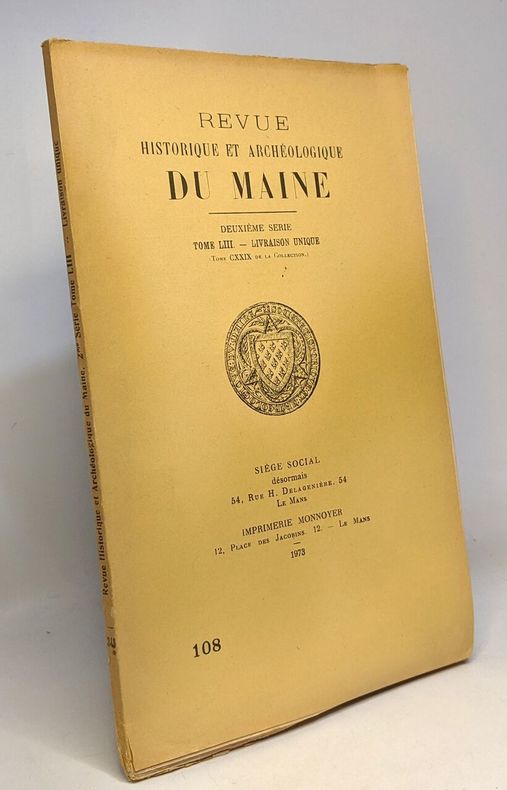 REVUE
HISTORIQUE ET ARCHÉOLOGIQUE
DU MAINE
DEUXIÈME SERIE
TOME LIII. — LIVRAISON UNIQUE
(Tome CXXIX de la Collection.)
SIÈGE SOCIAL
désormais
54, Rue H. Delagenière, 54
Le Mans
IMPRIMERIE MONNOYER
12, Place des Jacobins, 12. — Le Mans
1973
108
Revue Historique et Archéologique du Maine. 2me Série Tome LIII Livraison unique